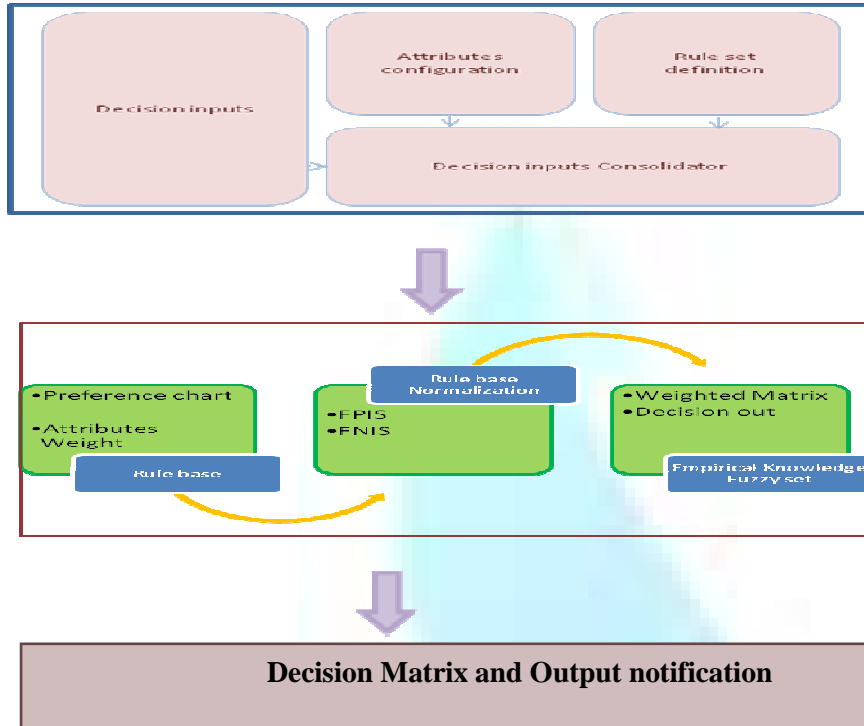 Attributes
configuration
Rule set
definition
Decision inputs
Decision inputs Consolidator
•Preference chart
•Attributes
Weight
Rule base
Rule base
Normalization
•FPIS
•FNIS
•Weighted Matrix
•Decision out
Empirical Knowledge
Fuzzy set
Decision Matrix and Output notification